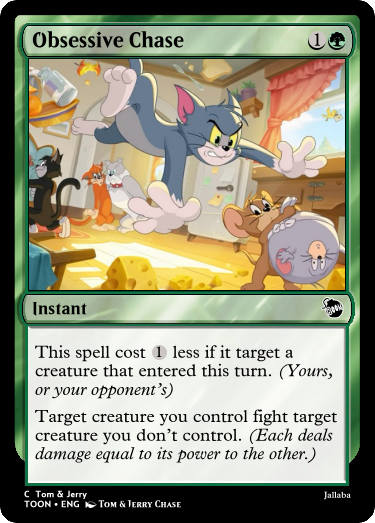 Obsessive Chase 1
Instant
This spell cost 1 less if it target a
creature that entered this turn. (Yours,
or your opponent's)
Target creature you control fight target
creature you don't control. (Each deals
damage equal to its power to the other.)
C Tom & Jerry
TOON • ENG Tom & Jerry Chase
Jallaba